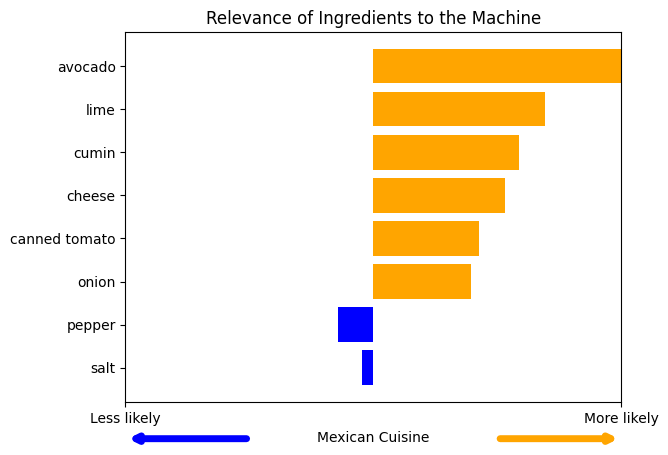 Relevance of Ingredients to the Machine
avocado
lime
cumin
cheese
canned tomato
onion
pepper
salt
Less likely
More likely
Mexican Cuisine